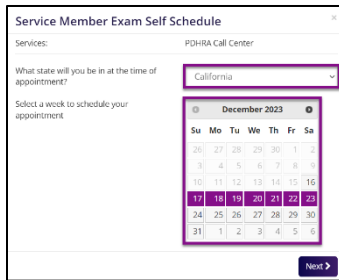 Service Member Exam Self Schedule
×
Services: PDHRA Call Center
What state will you be in at the time of
appointment?
California
Select a week to schedule your
appointment
December 2023
Su Mo Tu We Th Fr Sa
26 27 28 29 30 1 2
3 4 5 6 7 8 9
10 11 12 13 14 15 16
17 18 19 20 21 22 23
24 25 26 27 28 29 30
31 1 2 3 4 5 6
Next